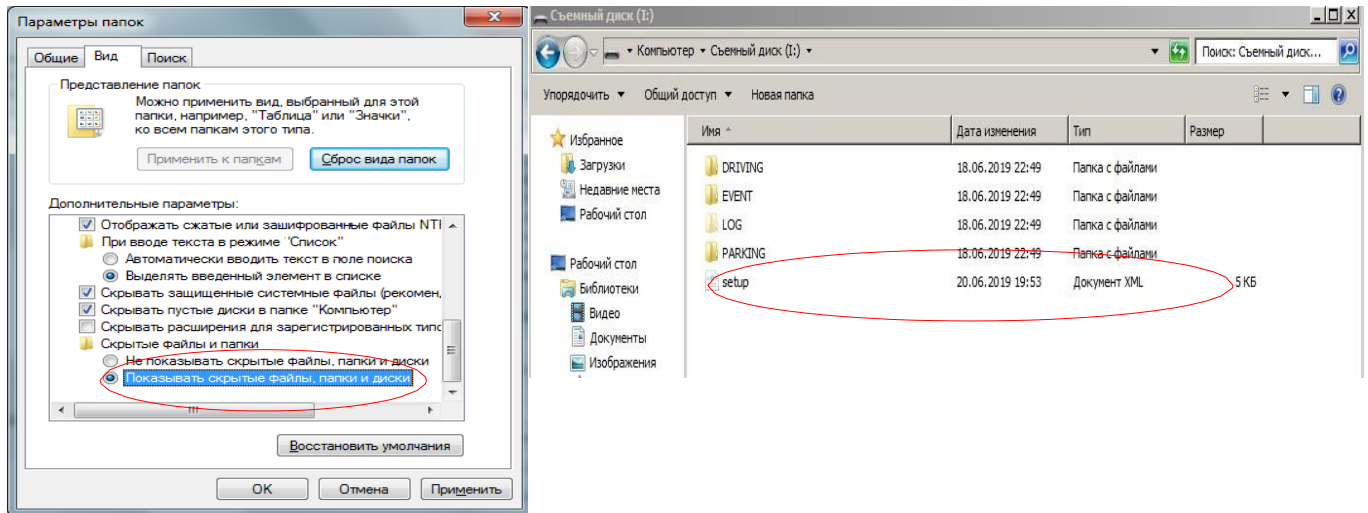 Параметры папок
Общие Вид Поиск
Представление папок
Можно применить вид, выбранный для этой
папки, например, "Таблица" или "Значки",
ко всем папкам этого типа.
Применить к папкам Сброс вида папок
Дополнительные параметры:
Отображать сжатые или зашифрованные файлы NTI
При вводе текста в режиме "Список"
Автоматически вводить текст в поле поиска
Выделять введенный элемент в списке
Скрывать защищенные системные файлы (рекомен,
Скрывать пустые диски в папке "Компьютер"
Скрывать расширения для зарегистрированных типс
Скрытые файлы и папки
Не показывать скрытые файлы, папки и диски
Показывать скрытые файлы, папки и диски
Восстановить умолчания
ОК Отмена Применить
Съемный диск (I:)
Компьютер Съемный диск (I:) Поиск: Съемный диск...
Упорядочить Общий доступ Новая папка
Избранное
Загрузки
Недавние места
Рабочий стол
Рабочий стол
Библиотеки
Видео
Документы
Изображения
Имя Дата изменения Тип Размер
DRIVING 18.06.2019 22:49 Папка с файлами
EVENT 18.06.2019 22:49 Папка с файлами
LOG 18.06.2019 22:49 Папка с файлами
PARKING 18.06.2019 22:49 Папка с файлами
setup 20.06.2019 19:53 Документ XML 5 КБ